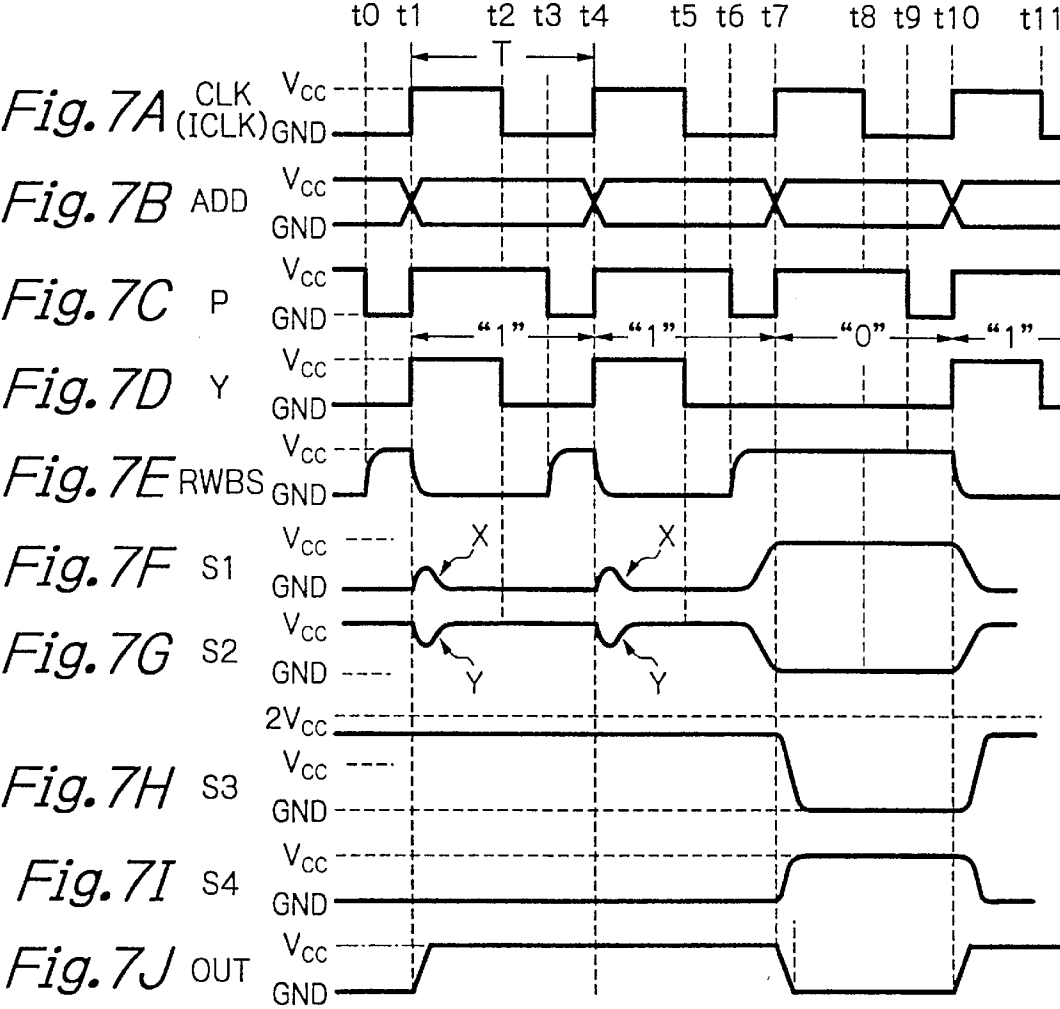 t0 t1 t2 t3 t4 t5 t6 t7 t8 t9 t10 t11
T
Fig.7A CLK (ICLK) VCC GND
Fig.7B ADD VCC GND
Fig.7C P VCC GND
“1” “1” “0” “1”
Fig.7D Y VCC GND
Fig.7E RWBS VCC GND
Fig.7F S1 VCC GND X X
Fig.7G S2 VCC GND Y Y
2VCC
Fig.7H S3 VCC GND
Fig.7I S4 VCC GND
Fig.7J OUT VCC GND